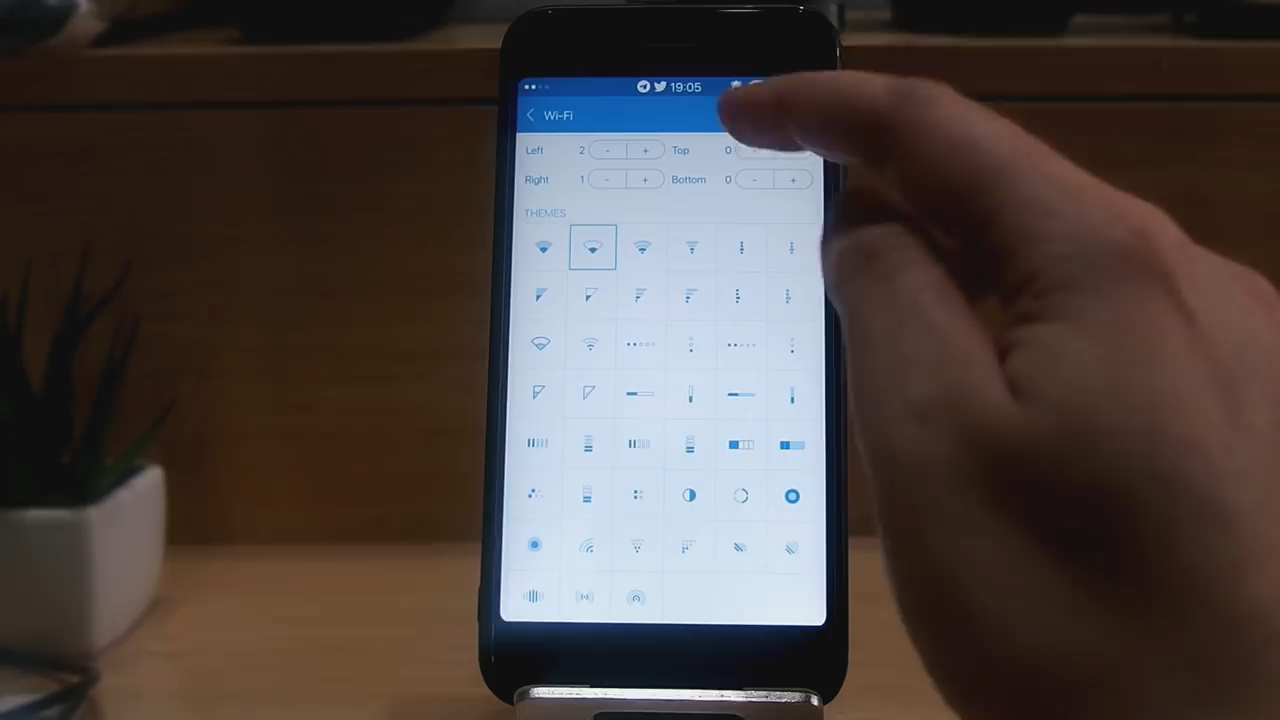 19:05
Wi-Fi
Left 2 - + Top 0 -
Right 1 - + Bottom 0 - +
THEMES